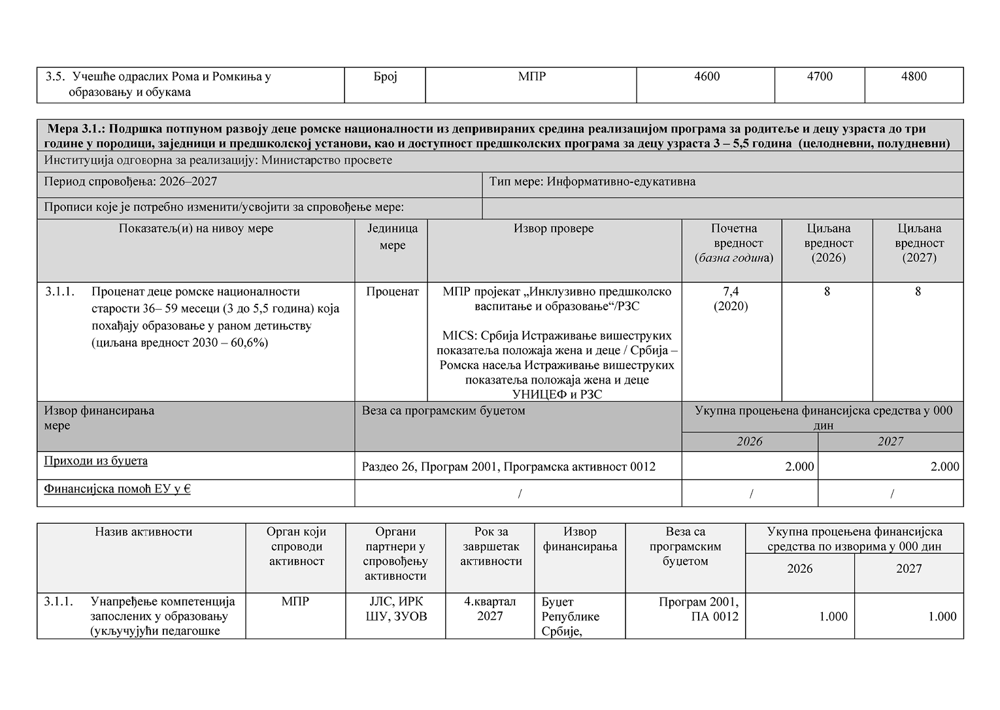 3.5. Учешће одраслих Рома и Ромкиња у
образовању и обукама
Број
МПР
4600
4700
4800
Мера 3.1.: Подршка потпуном развоју деце ромске националности из депривираних средина реализацијом програма за родитеље и децу узраста до три
године у породици, заједници и предшколској установи, као и доступност предшколских програма за децу узраста 3 – 5,5 година (целодневни, полудневни)
Институција одговорна за реализацију: Министарство просвете
Период спровођења: 2026–2027
Тип мере: Информативно-едукативна
Прописи које је потребно изменити/усвојити за спровођење мере:
Показатељ(и) на нивоу мере
Јединица
мере
Извор провере
Почетна
вредност
(базна година)
Циљана
вредност
(2026)
Циљана
вредност
(2027)
3.1.1. Проценат деце ромске националности
старости 36– 59 месеци (3 до 5,5 година) која
похађају образовање у раном детињству
(циљана вредност 2030 – 60,6%)
Проценат
МПР пројекат „Инклузивно предшколско
васпитање и образовање“/РЗС
MICS: Србија Истраживање вишеструких
показатеља положаја жена и деце / Србија –
Ромска насеља Истраживање вишеструких
показатеља положаја жена и деце
УНИЦЕФ и РЗС
7,4
(2020)
8
8
Извор финансирања
мере
Веза са програмским буџетом
Укупна процењена финансијска средства у 000
дин
2026
2027
Приходи из буџета
Раздео 26, Програм 2001, Програмска активност 0012
2.000
2.000
Финансијска помоћ ЕУ у €
/
/
/
Назив активности
Орган који
спроводи
активност
Органи
партнери у
спровођењу
активности
Рок за
завршетак
активности
Извор
финансирања
Веза са
програмским
буџетом
Укупна процењена финансијска
средства по изворима у 000 дин
2026
2027
3.1.1. Унапређење компетенција
запослених у образовању
(укључујући педагошке
МПР
ЈЛС, ИРК
ШУ, ЗУОВ
4.квартал
2027
Буџет
Републике
Србије,
Програм 2001,
ПА 0012
1.000
1.000